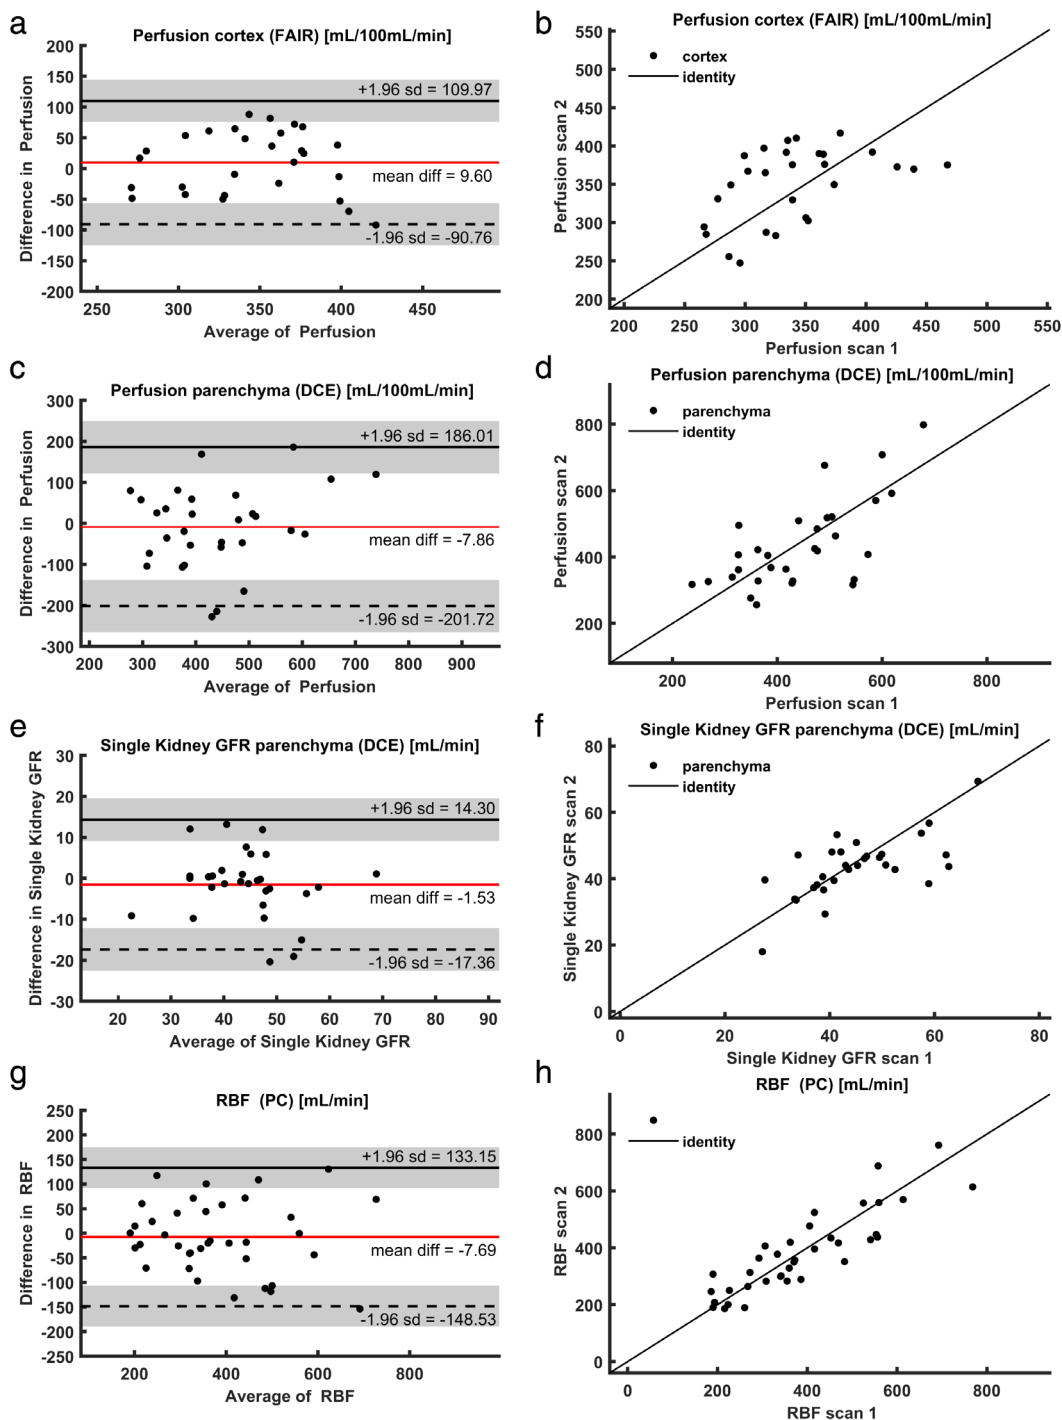 a
Perfusion cortex (FAIR) [mL/100mL/min]
200
150
100
50
0
-50
-100
-150
-200
Difference in Perfusion
+1.96 sd = 109.97
mean diff = 9.60
-1.96 sd = -90.76
250 300 350 400 450
Average of Perfusion
b
Perfusion cortex (FAIR) [mL/100mL/min]
550
500
450
400
350
300
250
200
Perfusion scan 2
cortex
identity
200 250 300 350 400 450 500 550
Perfusion scan 1
c
Perfusion parenchyma (DCE) [mL/100mL/min]
300
200
100
0
-100
-200
-300
Difference in Perfusion
+1.96 sd = 186.01
mean diff = -7.86
-1.96 sd = -201.72
200 300 400 500 600 700 800 900
Average of Perfusion
d
Perfusion parenchyma (DCE) [mL/100mL/min]
800
600
400
200
Perfusion scan 2
parenchyma
identity
200 400 600 800
Perfusion scan 1
e
Single Kidney GFR parenchyma (DCE) [mL/min]
30
20
10
0
-10
-20
-30
Difference in Single Kidney GFR
+1.96 sd = 14.30
mean diff = -1.53
-1.96 sd = -17.36
20 30 40 50 60 70 80 90
Average of Single Kidney GFR
f
Single Kidney GFR parenchyma (DCE) [mL/min]
80
60
40
20
0
Single Kidney GFR scan 2
parenchyma
identity
0 20 40 60 80
Single Kidney GFR scan 1
g
RBF (PC) [mL/min]
250
200
150
100
50
0
-50
-100
-150
-200
-250
Difference in RBF
+1.96 sd = 133.15
mean diff = -7.69
-1.96 sd = -148.53
200 400 600 800
Average of RBF
h
RBF (PC) [mL/min]
800
600
400
200
0
RBF scan 2
identity
0 200 400 600 800
RBF scan 1